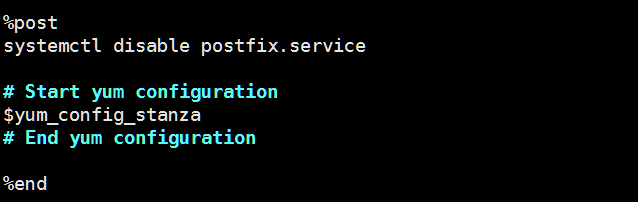 %post
systemctl disable postfix.service
# Start yum configuration
$yum_config_stanza
# End yum configuration
%end